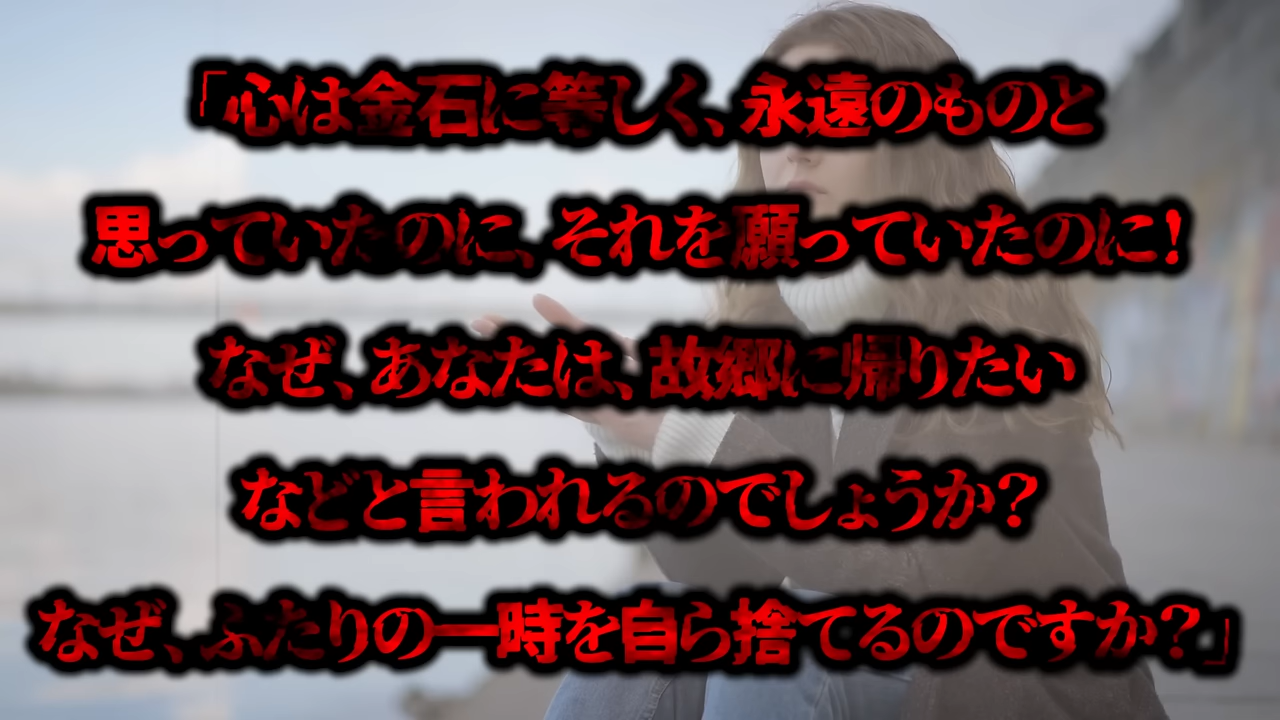 「心は金石に等しく、永遠のものと
思っていたのに、それを願っていたのに！
なぜ、あなたは、故郷に帰りたい
などと言われるのでしょうか？
なぜ、ふたりの一時を自ら捨てるのですか？」